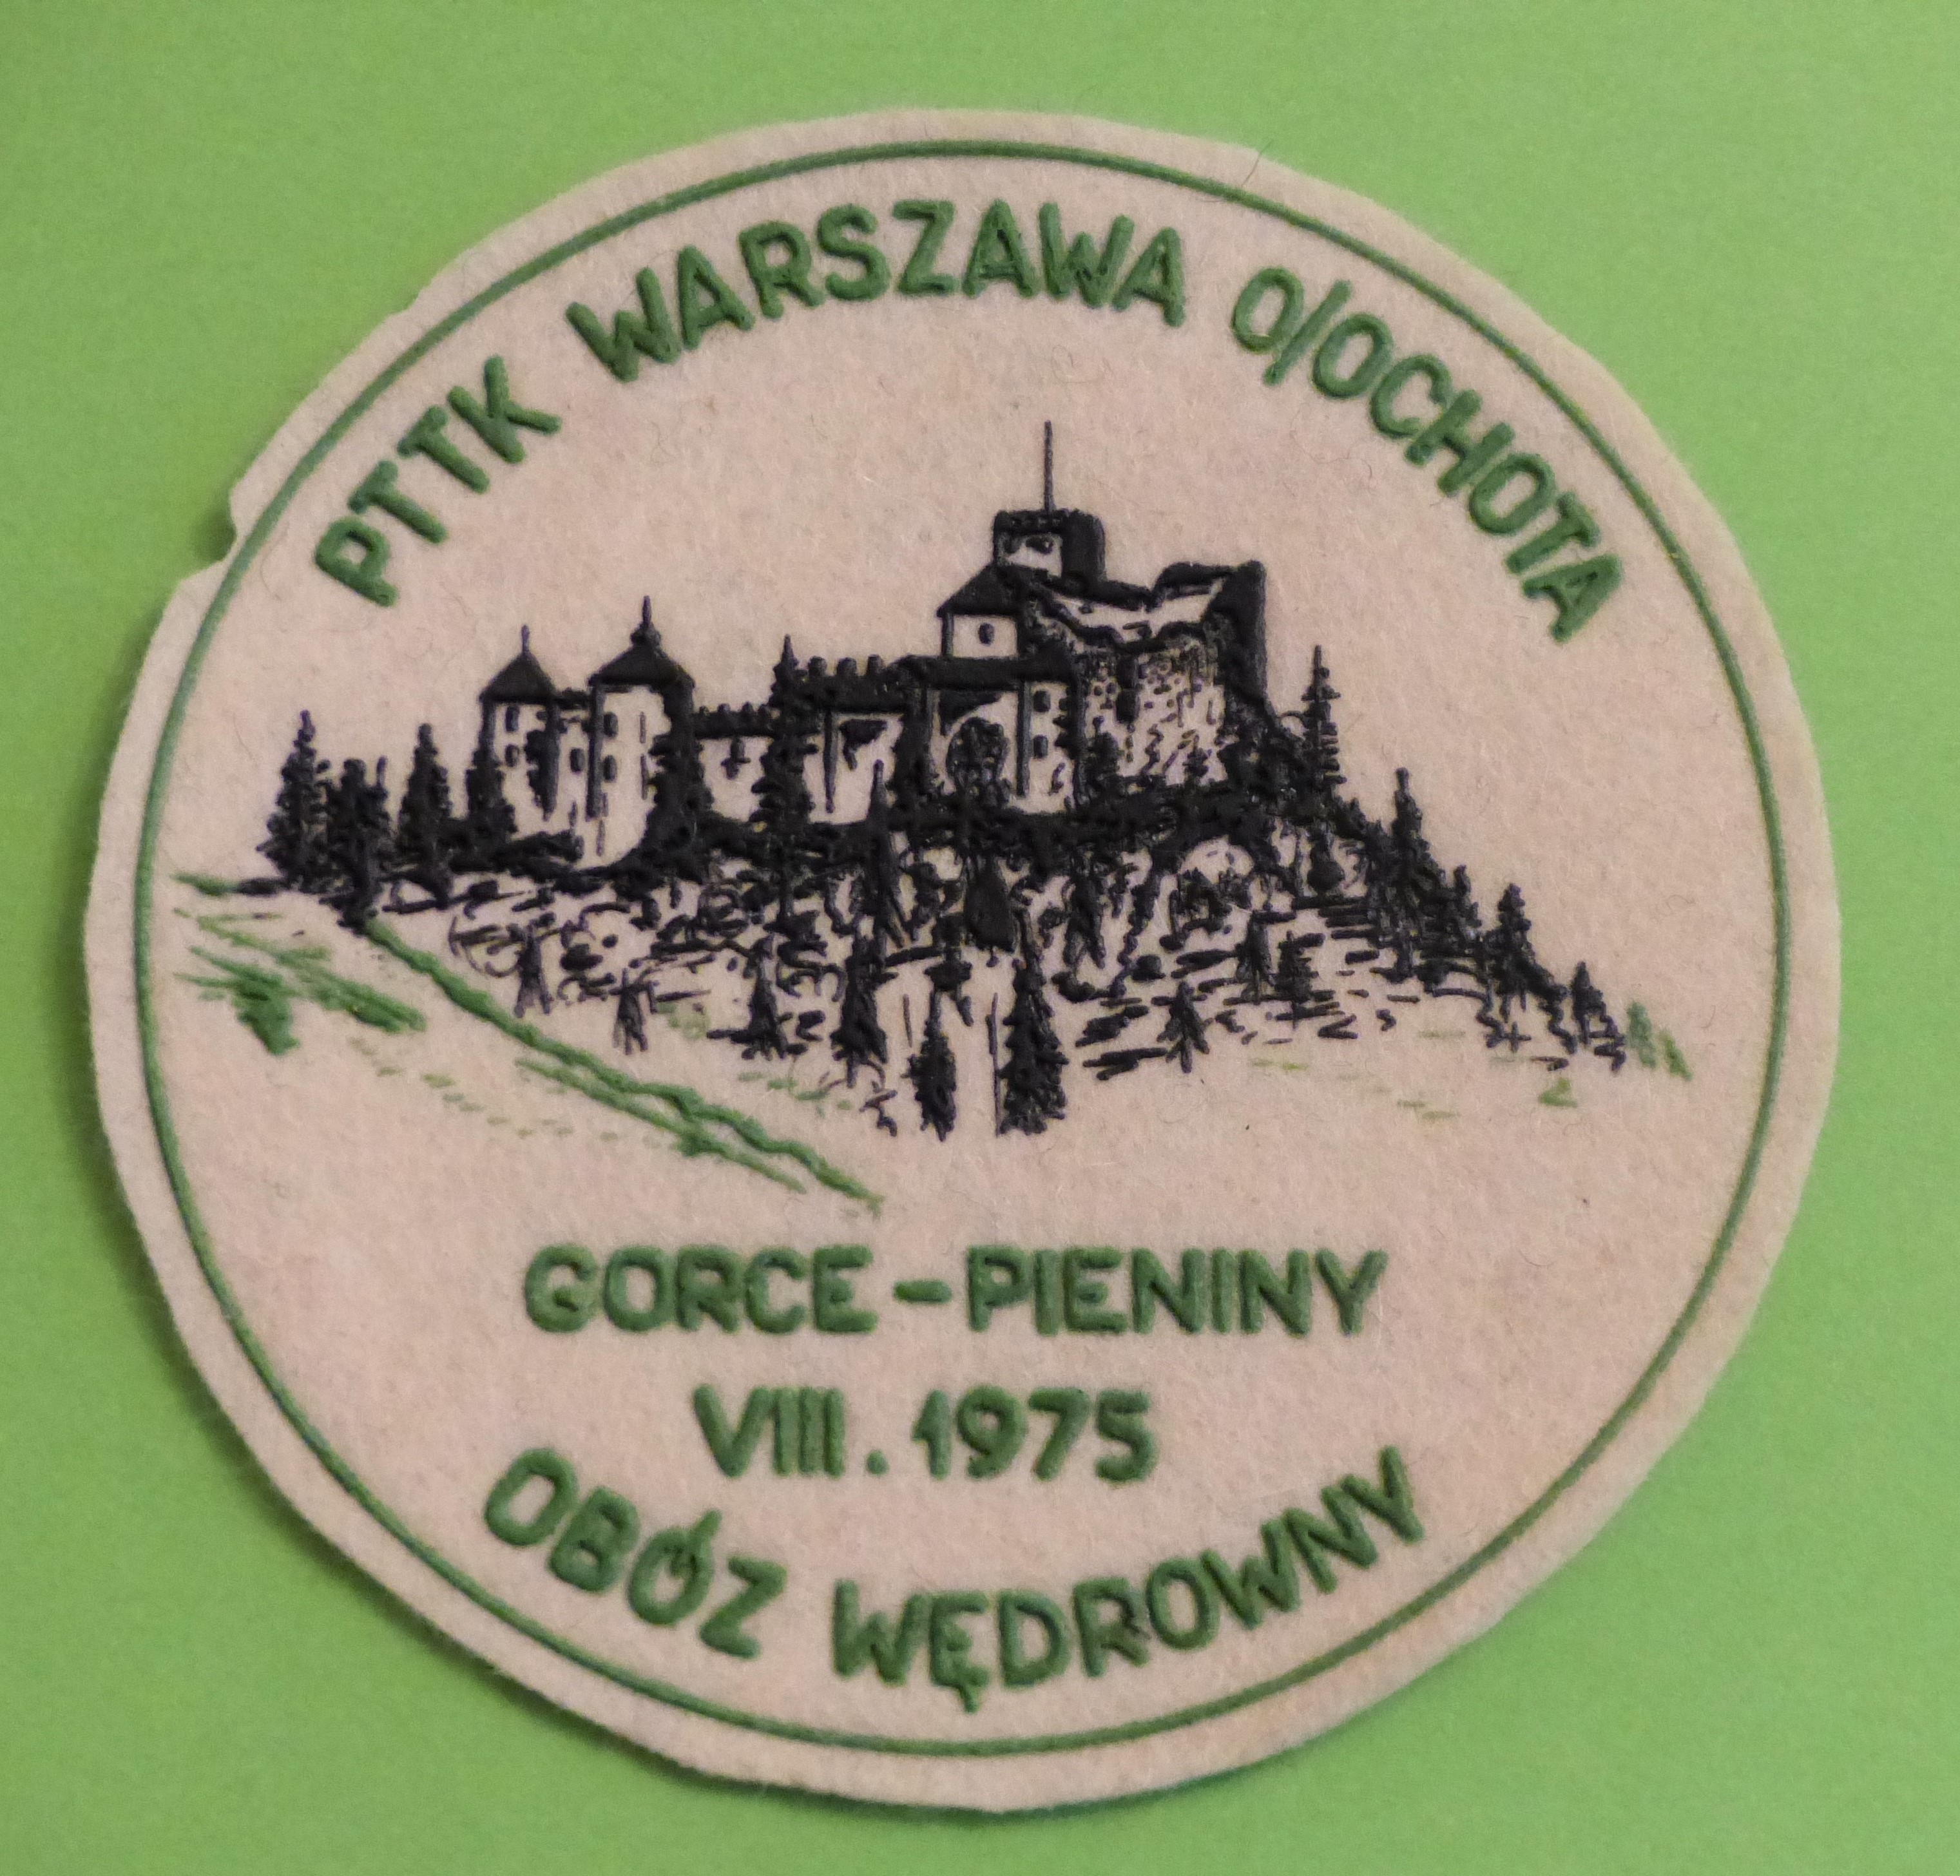 PTTK WARSZAWA O/OCHOTA
GORCE - PIENINY
VIII. 1975
OBÓZ WĘDROWNY